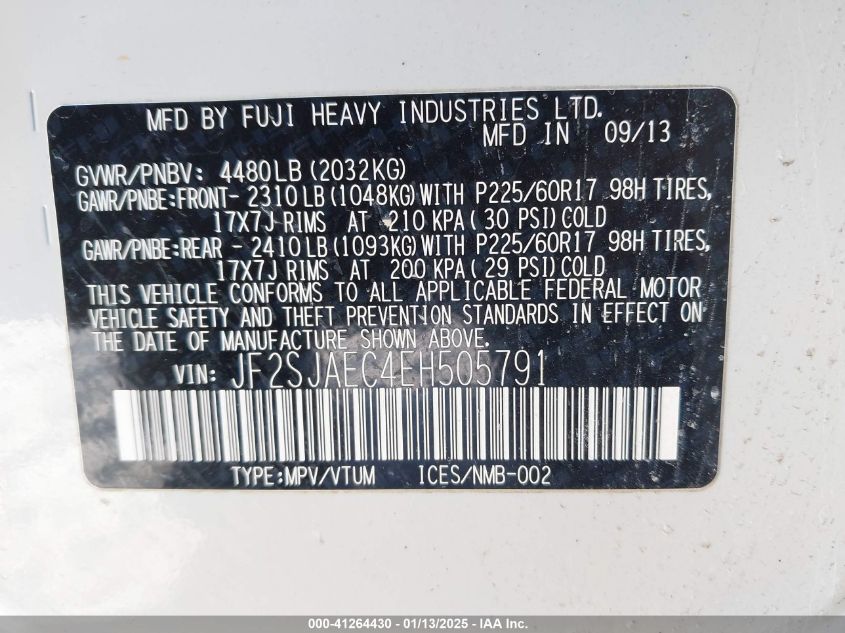 MFD BY FUJI HEAVY INDUSTRIES LTD.
MFD IN 09/13
GVWR/PNBV: 4480LB (2032KG)
GAWR/PNBE:FRONT- 2310 LB (1048KG) WITH P225/60R17 98H TIRES,
17X7J RIMS AT 210 KPA ( 30 PSI) COLD
GAWR/PNBE:REAR - 2410 LB (1093KG) WITH P225/60R17 98H TIRES,
17X7J RIMS AT 200 KPA ( 29 PSI) COLD
THIS VEHICLE CONFORMS TO ALL APPLICABLE FEDERAL MOTOR
VEHICLE SAFETY AND THEFT PREVENTION STANDARDS IN EFFECT ON
THE DATE OF MANUFACTURE SHOWN ABOVE.
VIN: JF2SJAEC4EH505791
TYPE:MPV/VTUM ICES/NMB-002
000-41264430 - 01/13/2025 - IAA Inc.